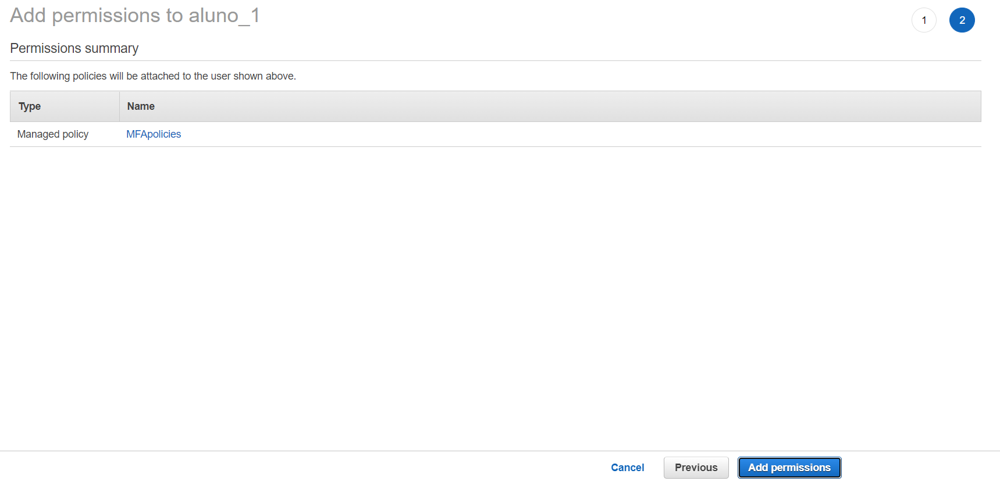 Add permissions to aluno_1
1
2
Permissions summary
The following policies will be attached to the user shown above.
Type Name
Managed policy MFApolicies
Cancel Previous Add permissions